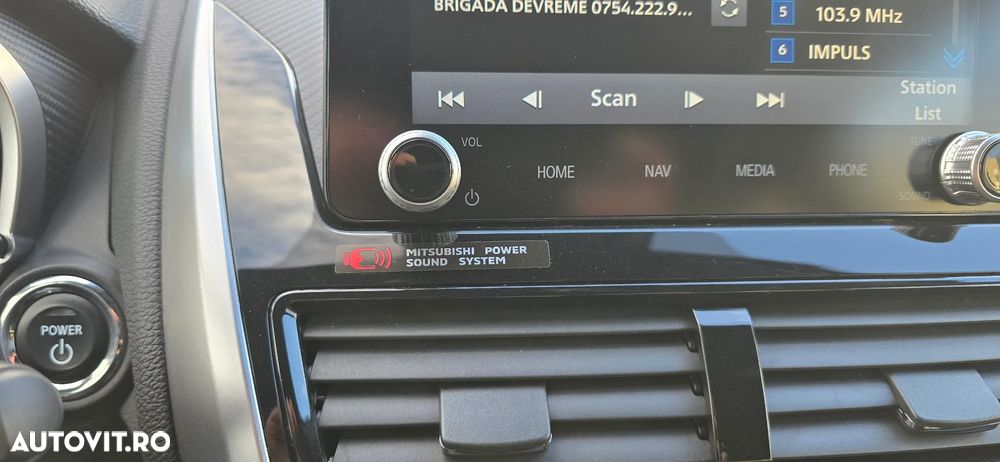 BRIGADA DEVREME 0754.222.9...
5 103.9 MHz
6 IMPULS
Scan
Station
List
VOL
TUNE
HOME NAV MEDIA PHONE
SOUND
MITSUBISHI POWER
SOUND SYSTEM
POWER
AUTOVIT.RO